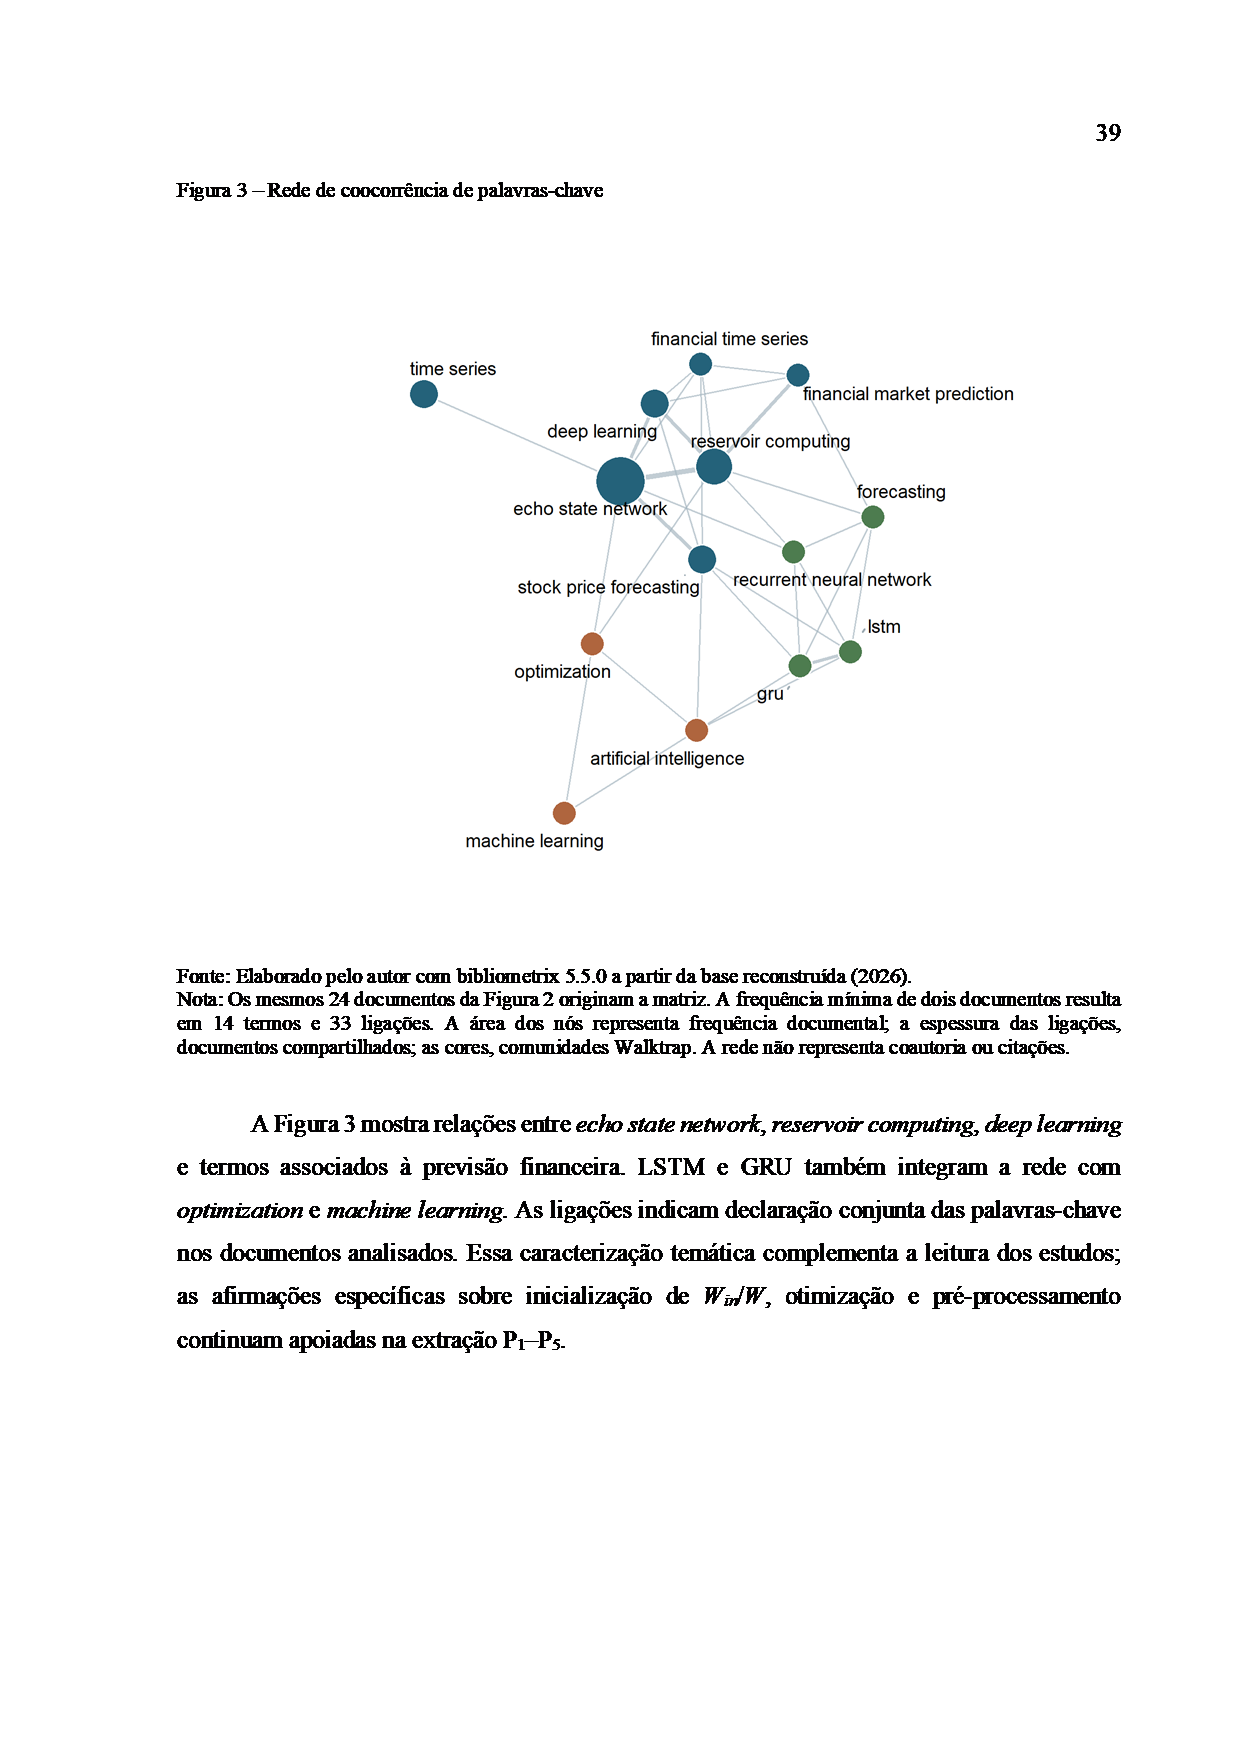 39
Figura 3 – Rede de coocorrência de palavras-chave
financial time series
time series
financial market prediction
deep learning
reservoir computing
forecasting
echo state network
recurrent neural network
stock price forecasting
lstm
optimization
gru
artificial intelligence
machine learning
Fonte: Elaborado pelo autor com bibliometrix 5.5.0 a partir da base reconstruída (2026).
Nota: Os mesmos 24 documentos da Figura 2 originam a matriz. A frequência mínima de dois documentos resulta
em 14 termos e 33 ligações. A área dos nós representa frequência documental; a espessura das ligações,
documentos compartilhados; as cores, comunidades Walktrap. A rede não representa coautoria ou citações.
A Figura 3 mostra relações entre echo state network, reservoir computing, deep learning
e termos associados à previsão financeira. LSTM e GRU também integram a rede com
optimization e machine learning. As ligações indicam declaração conjunta das palavras-chave
nos documentos analisados. Essa caracterização temática complementa a leitura dos estudos;
as afirmações específicas sobre inicialização de Win/W, otimização e pré-processamento
continuam apoiadas na extração P1–P5.